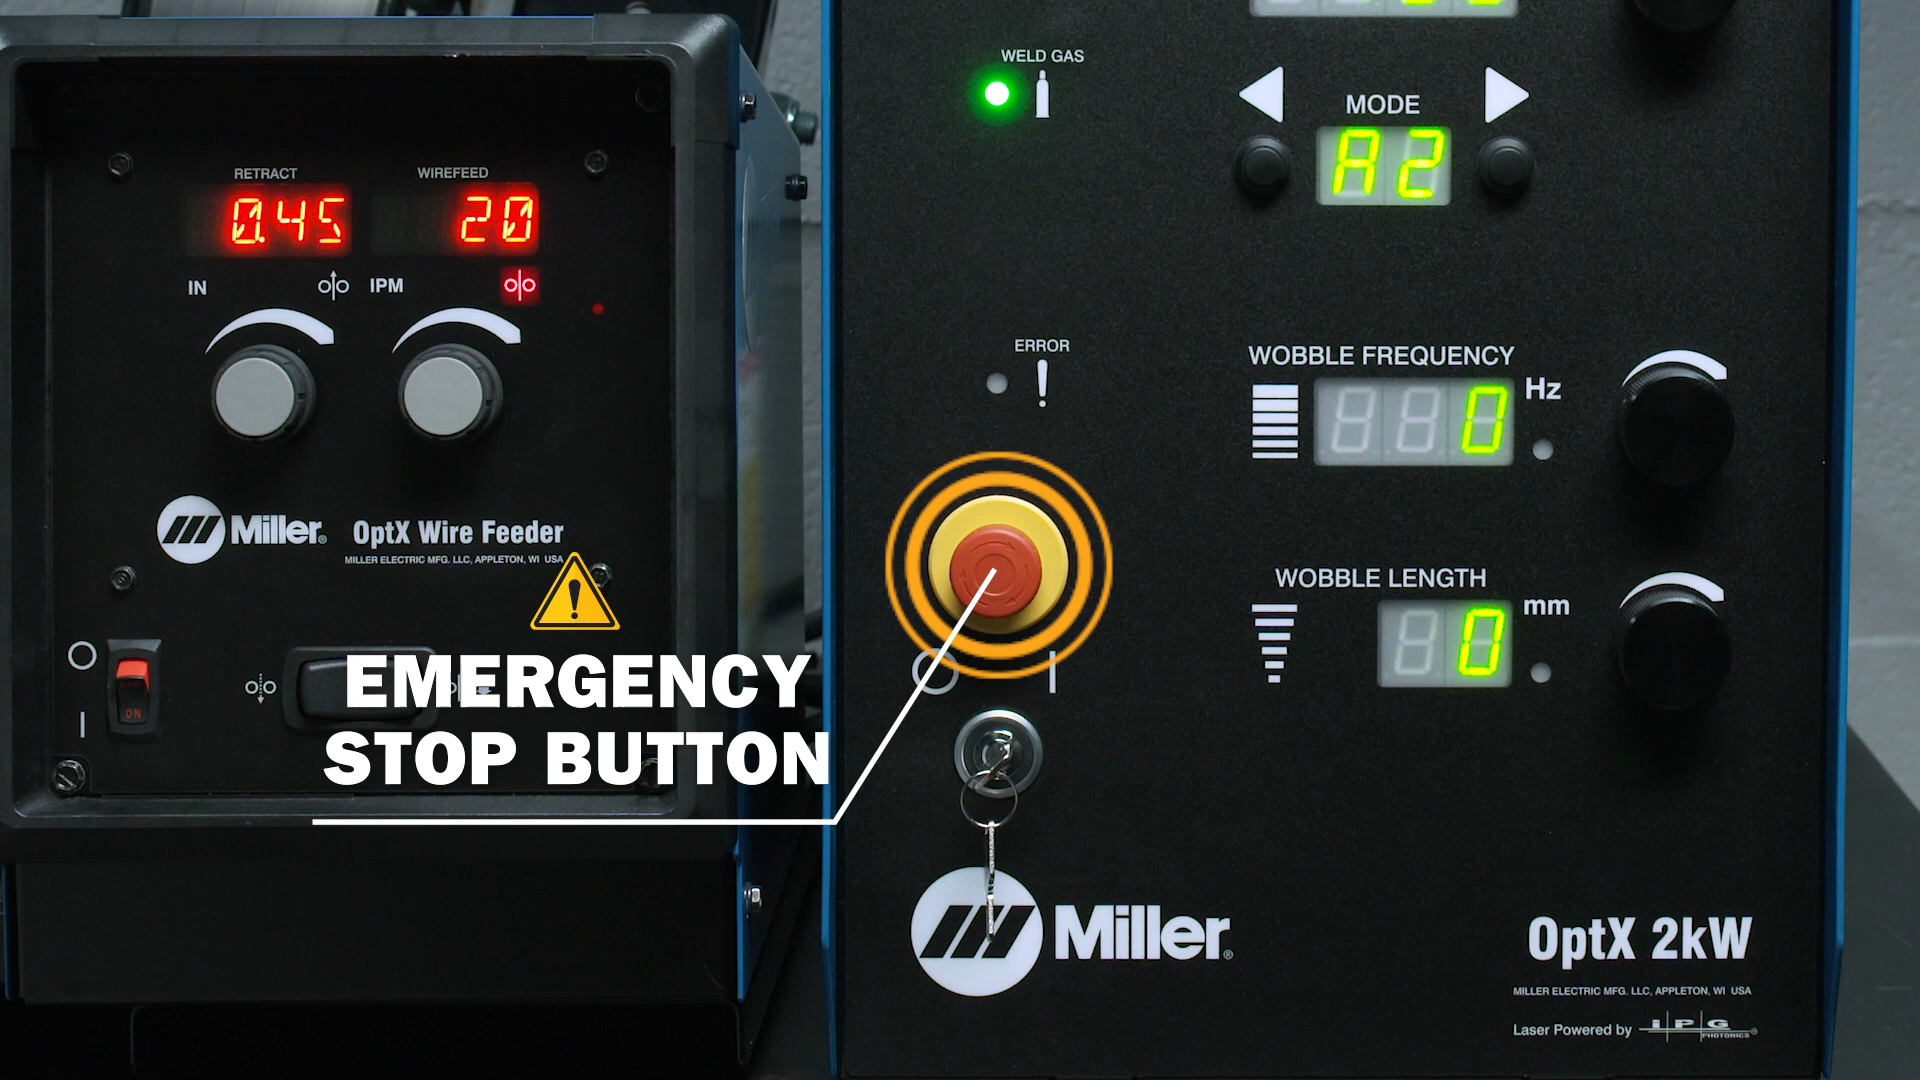 RETRACT
WIREFEED
0.45
20
IN
IPM
Miller®
OptX Wire Feeder
MILLER ELECTRIC MFG. LLC, APPLETON, WI USA
ON
EMERGENCY
STOP BUTTON
WELD GAS
MODE
A2
ERROR
WOBBLE FREQUENCY
0
Hz
WOBBLE LENGTH
0
mm
Miller®
OptX 2kW
MILLER ELECTRIC MFG. LLC, APPLETON, WI USA
Laser Powered by IPG PHOTONICS®